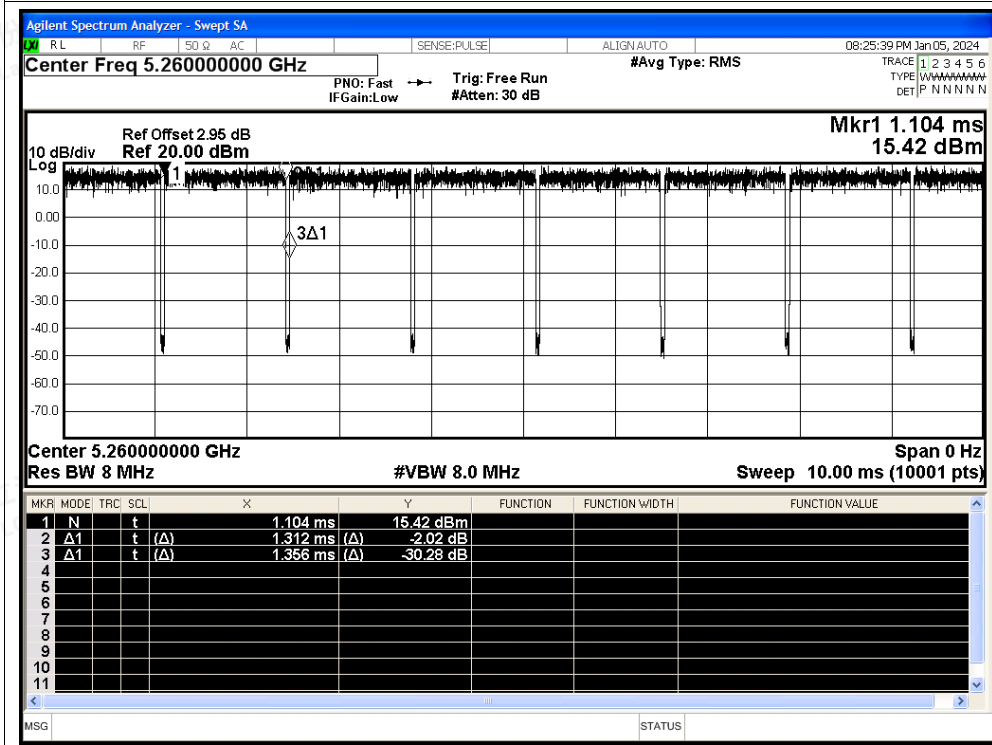 Agilent Spectrum Analyzer - Swept SA
LXI RL RF 50 Ω AC SENSE:PULSE ALIGN AUTO 08:25:39 PM Jan 05, 2024
Center Freq 5.260000000 GHz #Avg Type: RMS TRACE 1 2 3 4 5 6
PNO: Fast Trig: Free Run TYPE W
IFGain:Low #Atten: 30 dB DET P N N N N N
Mkr1 1.104 ms
Ref Offset 2.95 dB
10 dB/div Ref 20.00 dBm 15.42 dBm
Log
1
10.0
0.00
3Δ1
-10.0
-20.0
-30.0
-40.0
-50.0
-60.0
-70.0
Center 5.260000000 GHz Span 0 Hz
Res BW 8 MHz #VBW 8.0 MHz Sweep 10.00 ms (10001 pts)
MKR MODE TRC SCL X Y FUNCTION FUNCTION WIDTH FUNCTION VALUE
1 N t 1.104 ms 15.42 dBm
2 Δ1 t (Δ) 1.312 ms (Δ) -2.02 dB
3 Δ1 t (Δ) 1.356 ms (Δ) -30.28 dB
4
5
6
7
8
9
10
11
MSG STATUS